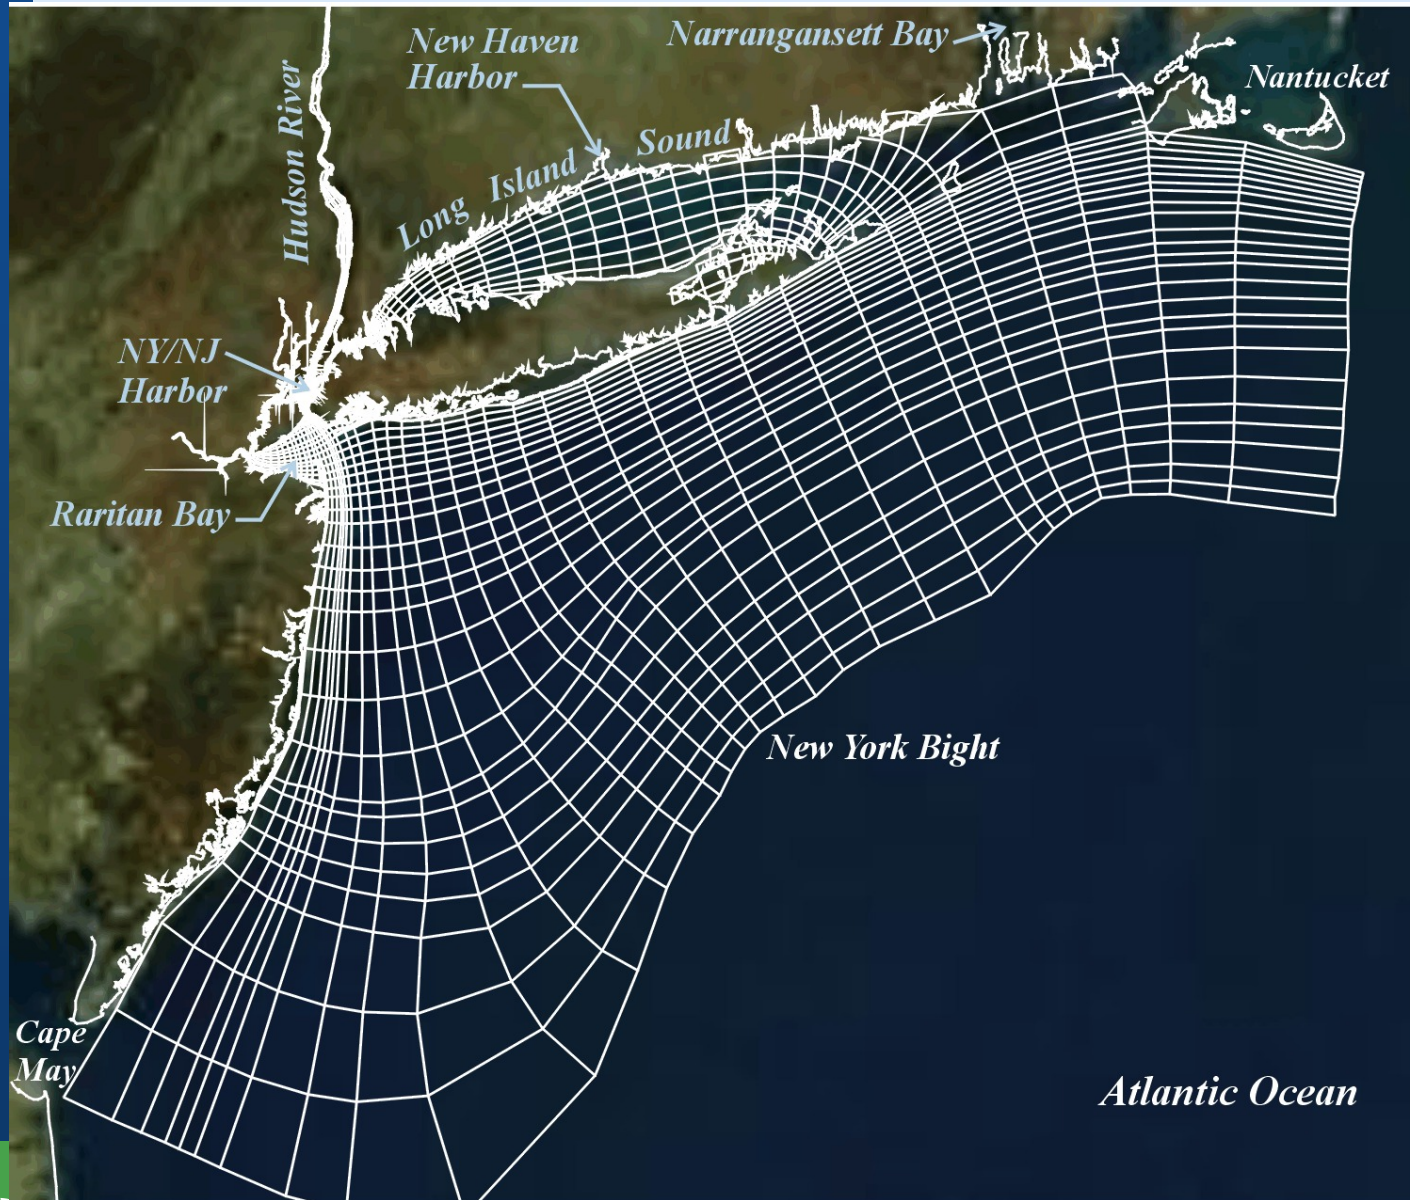 New Haven
Harbor
Narrangansett Bay
Nantucket
Hudson River
Long Island Sound
NY/NJ
Harbor
Raritan Bay
New York Bight
Cape
May
Atlantic Ocean